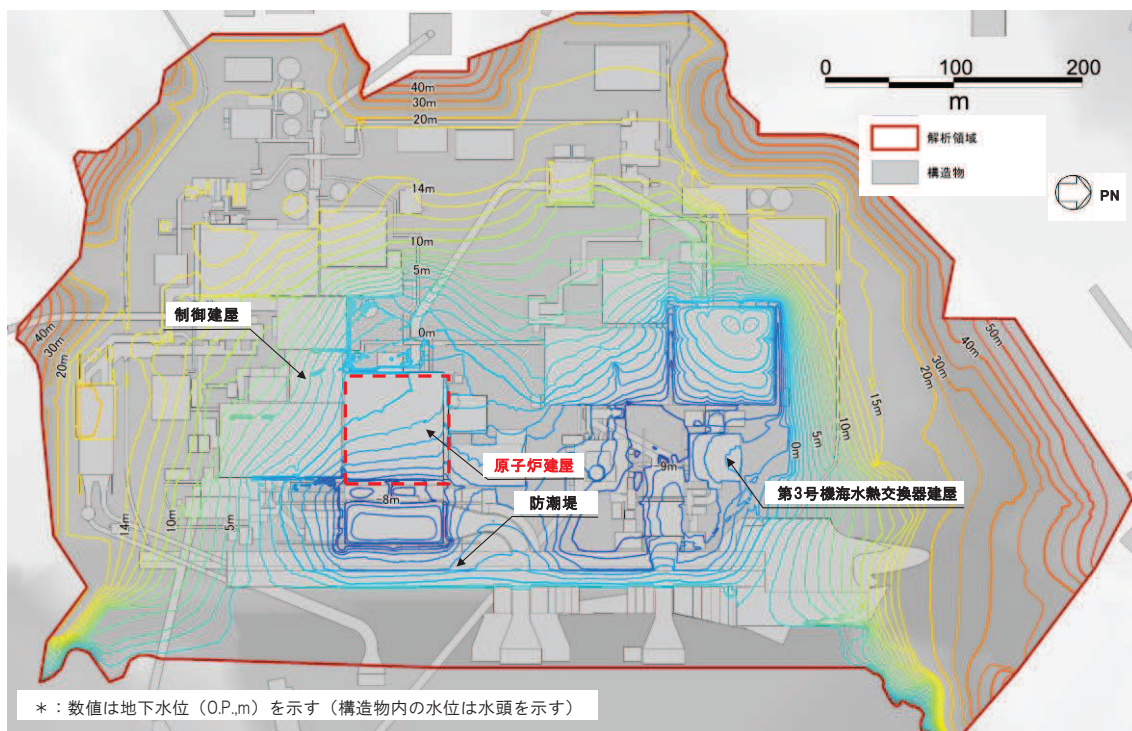 0 100 200
m
解析領域
構造物
PN
40m
30m
20m
14m
10m
5m
0m
制御建屋
40m
30m
20m
50m
40m
30m
20m
15m
10m
5m
0m
原子炉建屋
-9m
第3号機海水熱交換器建屋
-8m
防潮堤
14m
10m
5m
*:数値は地下水位(O.P.,m)を示す(構造物内の水位は水頭を示す)